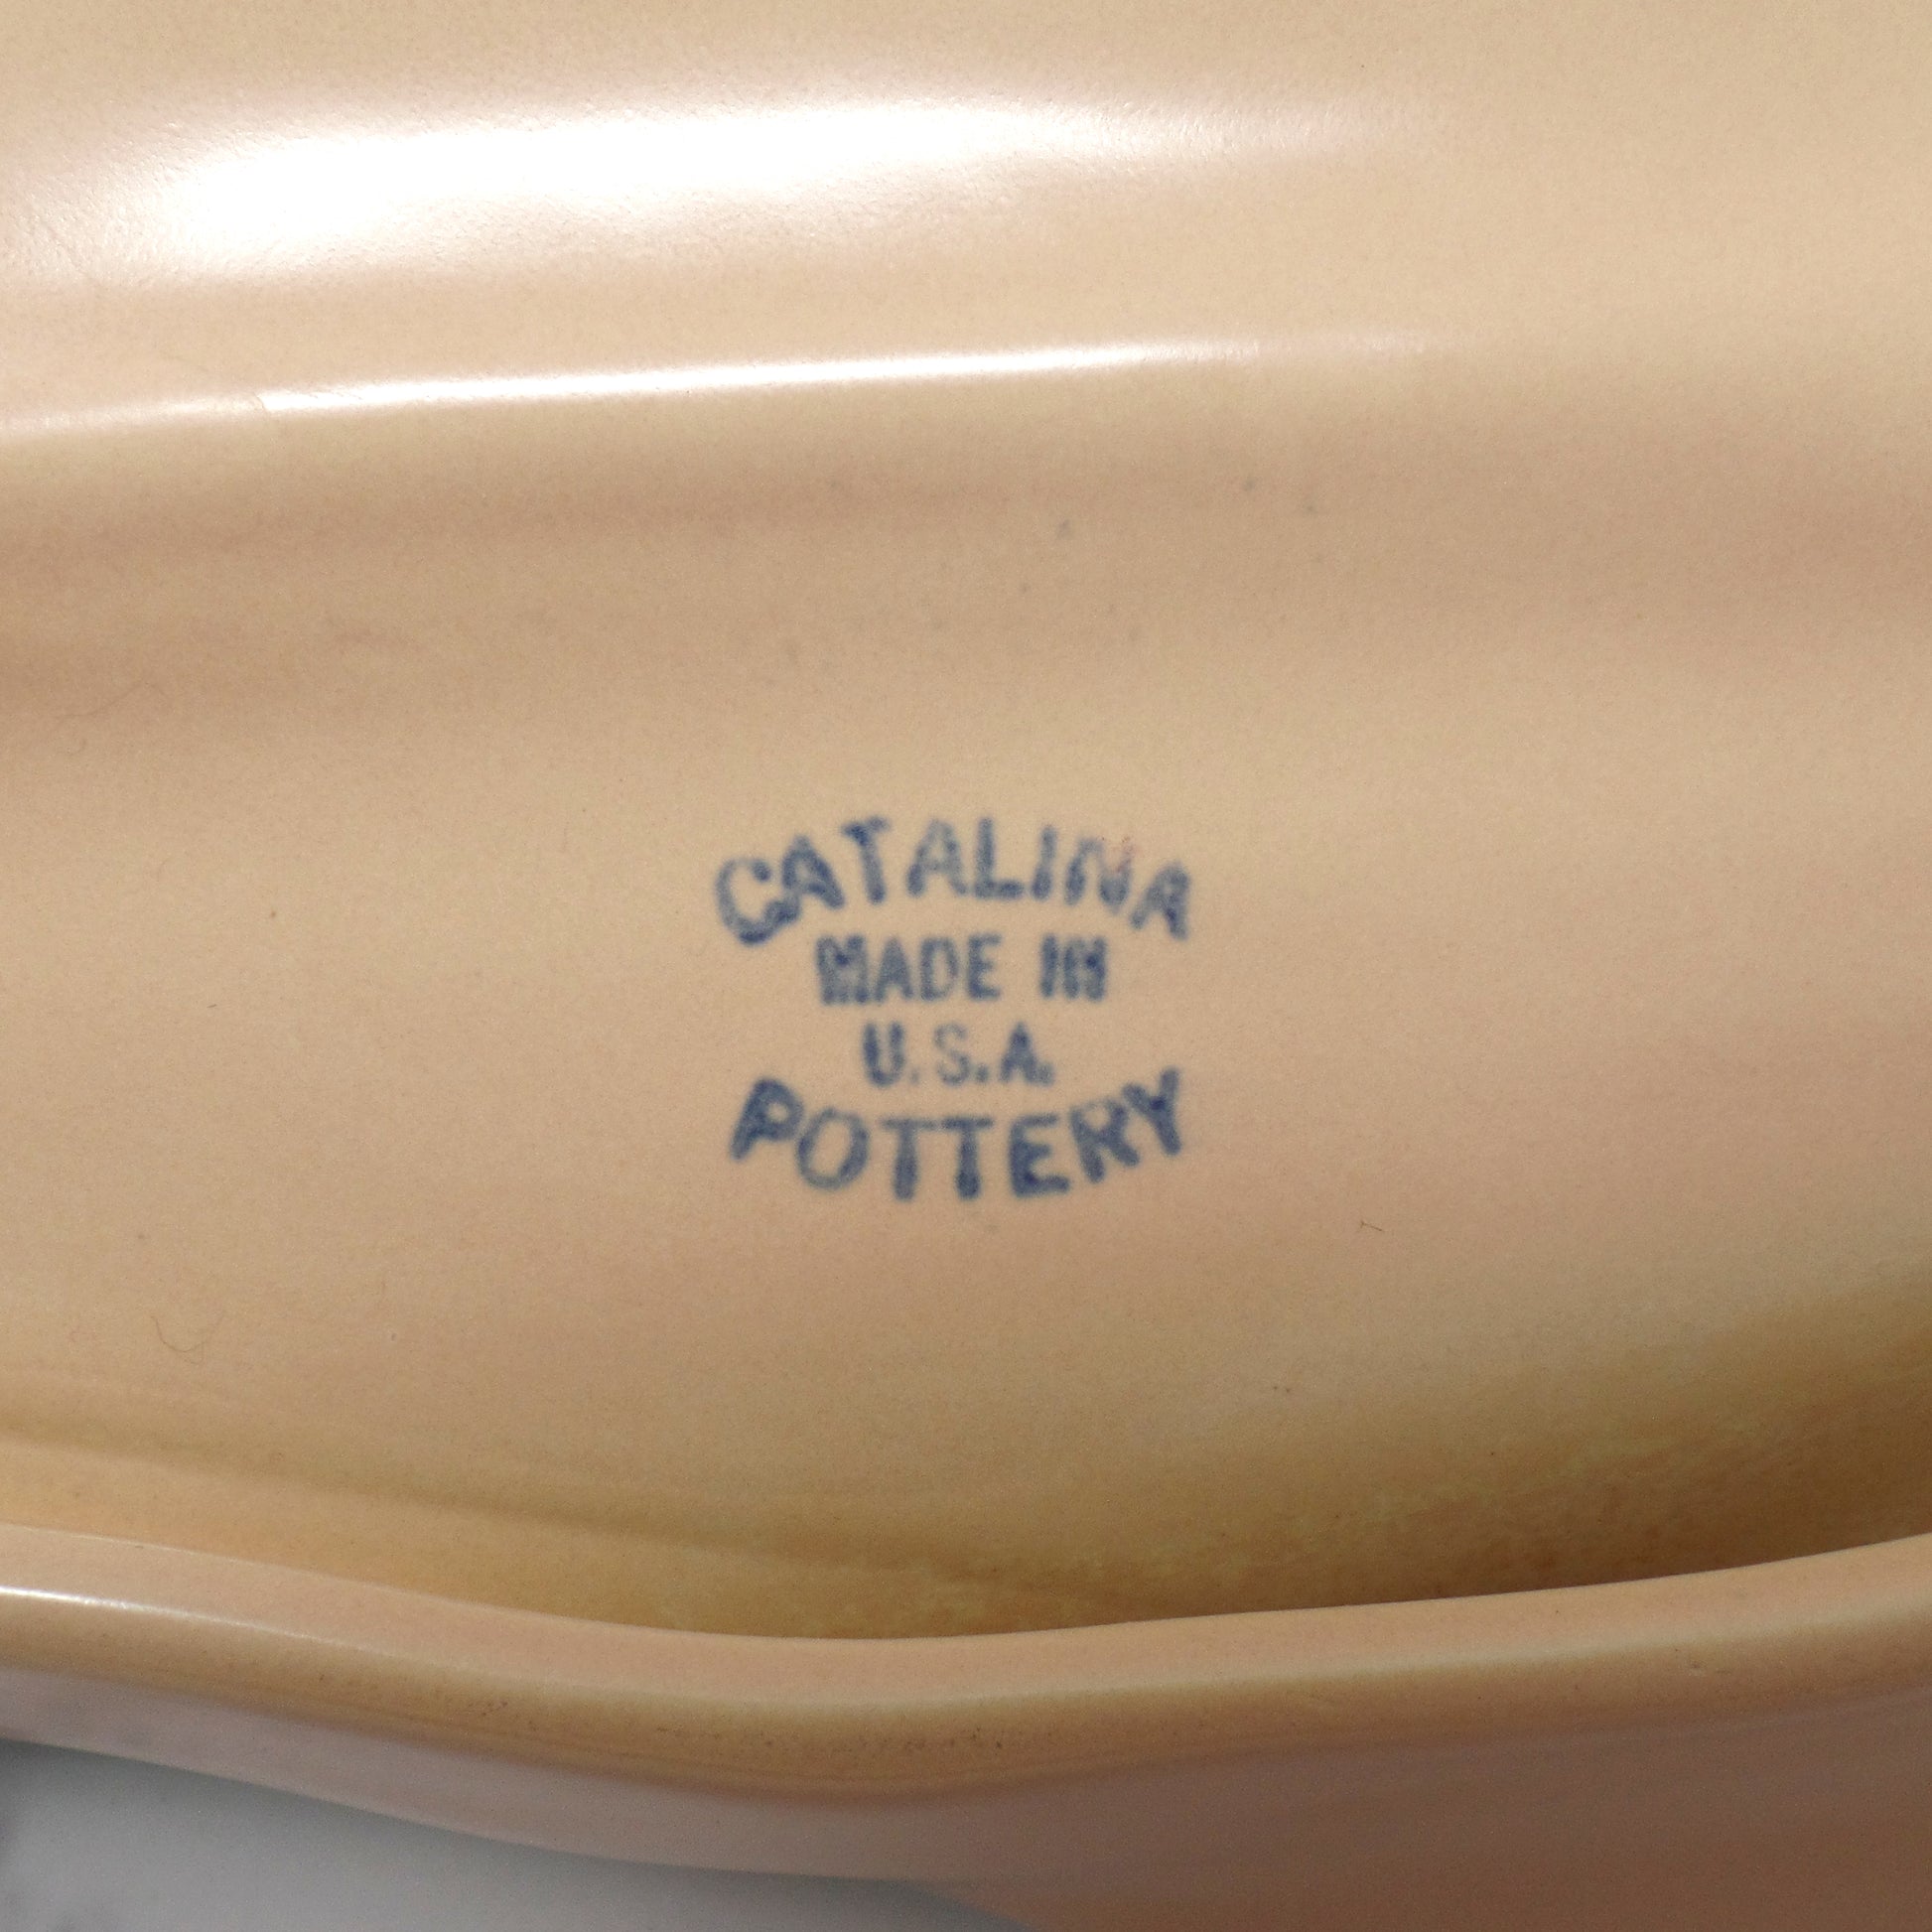 CATALINA
MADE IN
U.S.A.
POTTERY